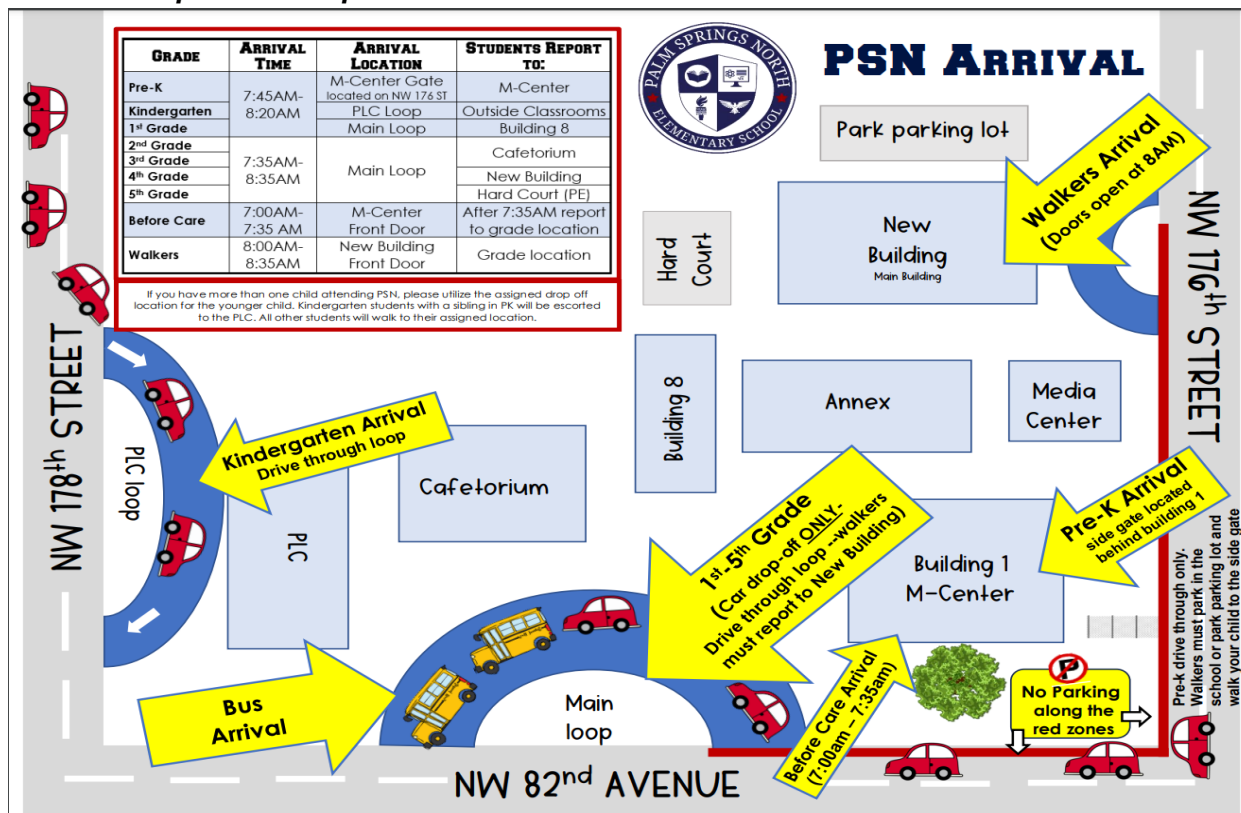 GRADE
ARRIVAL TIME
ARRIVAL LOCATION
STUDENTS REPORT TO:
Pre-K
7:45AM-
8:20AM
M-Center Gate
located on NW 176 ST
M-Center
Kindergarten
PLC Loop
Outside Classrooms
1st Grade
Main Loop
Building 8
2nd Grade
3rd Grade
7:35AM-
8:35AM
Main Loop
Cafetorium
4th Grade
New Building
5th Grade
Hard Court (PE)
Before Care
7:00AM-
7:35 AM
M-Center
Front Door
After 7:35AM report
to grade location
Walkers
8:00AM-
8:35AM
New Building
Front Door
Grade location
If you have more than one child attending PSN, please utilize the assigned drop off
location for the younger child. Kindergarten students with a sibling in PK will be escorted
to the PLC. All other students will walk to their assigned location.
PALM SPRINGS NORTH
ELEMENTARY SCHOOL
PSN ARRIVAL
Park parking lot
Walkers Arrival
(Doors open at 8AM)
New
Building
Main Building
Hard
Court
NW 176th STREET
NW 178th STREET
PLC loop
Kindergarten Arrival
Drive through loop
Cafetorium
PLC
Building 8
Annex
Media
Center
1st-5th Grade
(Car drop-off ONLY-
Drive through loop --walkers
must report to New Building)
Building 1
M-Center
Pre-K Arrival
side gate located
behind building 1
Pre-k drive through only.
Walkers must park in the
school or park parking lot and
walk your child to the side gate
Bus
Arrival
Main
loop
Before Care Arrival
(7:00am – 7:35am)
P
No Parking
along the
red zones
NW 82nd AVENUE